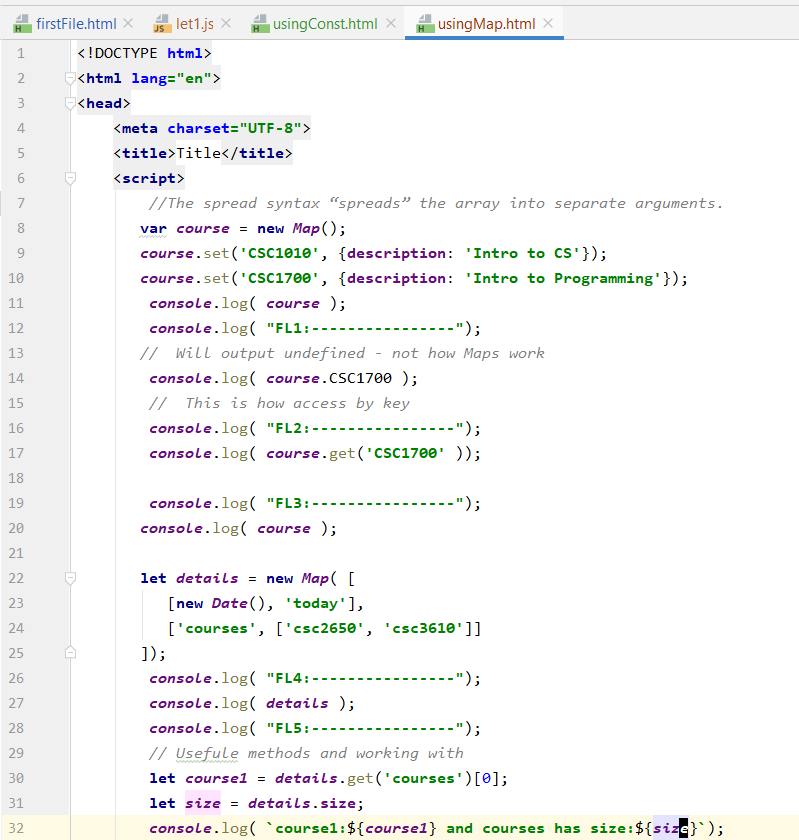 firstFile.html × let1.js × usingConst.html × usingMap.html ×
1 <!DOCTYPE html>
2 <html lang="en">
3 <head>
4 <meta charset="UTF-8">
5 <title>Title</title>
6 <script>
7 //The spread syntax “spreads” the array into separate arguments.
8 var course = new Map();
9 course.set('CSC1010', {description: 'Intro to CS'});
10 course.set('CSC1700', {description: 'Intro to Programming'});
11 console.log( course );
12 console.log( "FL1:----------------");
13 //  Will output undefined - not how Maps work
14 console.log( course.CSC1700 );
15 //  This is how access by key
16 console.log( "FL2:----------------");
17 console.log( course.get('CSC1700' ));
18
19 console.log( "FL3:----------------");
20 console.log( course );
21
22 let details = new Map( [
23 [new Date(), 'today'],
24 ['courses', ['csc2650', 'csc3610']]
25 ]);
26 console.log( "FL4:----------------");
27 console.log( details );
28 console.log( "FL5:----------------");
29 // Usefule methods and working with
30 let course1 = details.get('courses')[0];
31 let size = details.size;
32 console.log( `course1:${course1} and courses has size:${size}`);